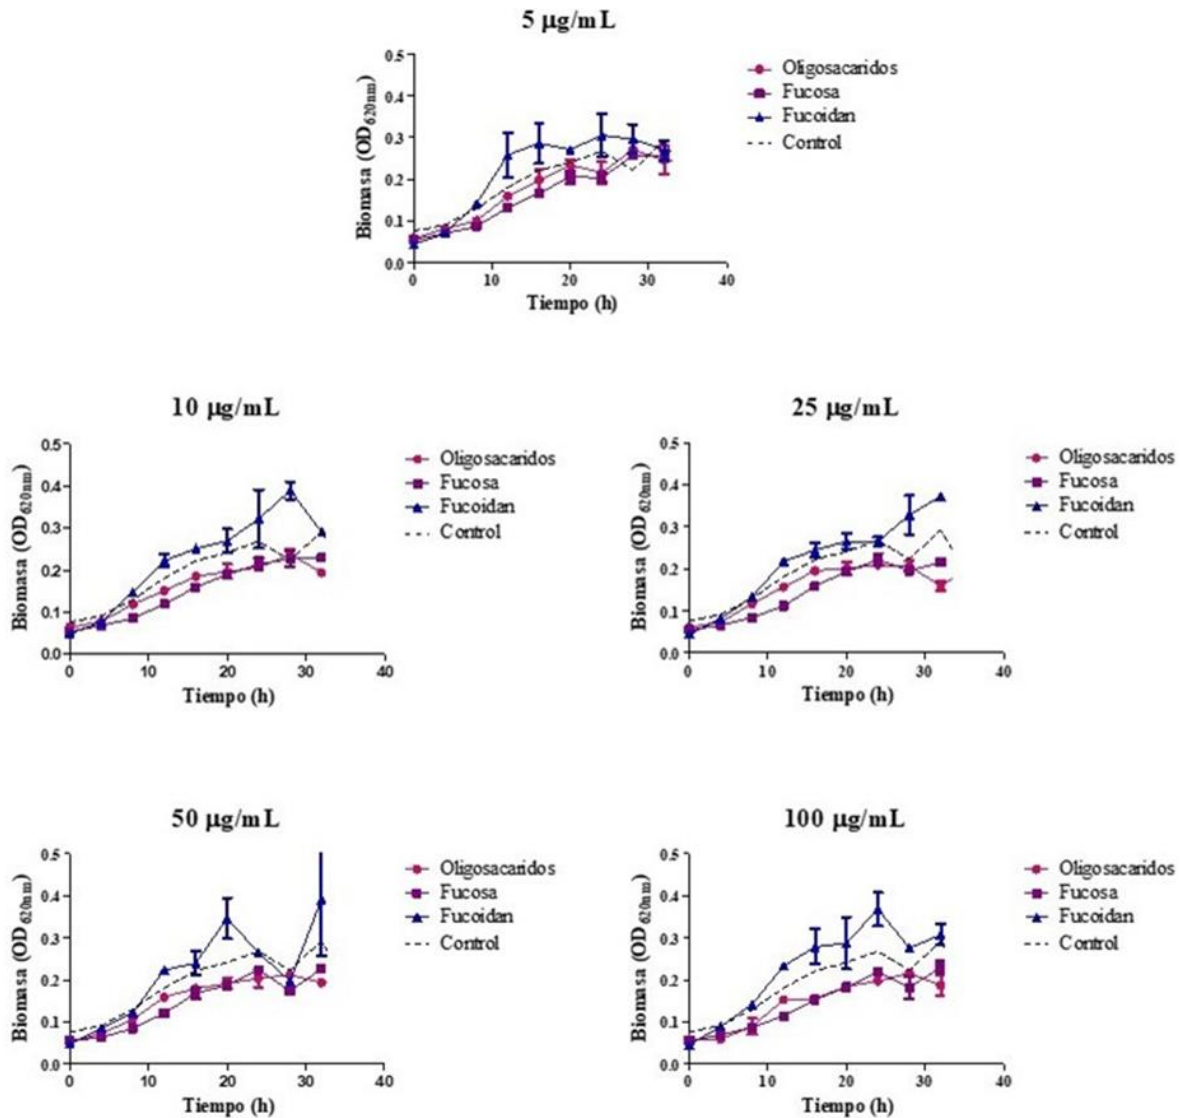 5 µg/mL
Biomasa (OD620nm)
0.5
0.4
0.3
0.2
0.1
0.0
0 10 20 30 40
Tiempo (h)
Oligosacaridos
Fucosa
Fucoidan
Control
10 µg/mL
Biomasa (OD620nm)
0.5
0.4
0.3
0.2
0.1
0.0
0 10 20 30 40
Tiempo (h)
Oligosacaridos
Fucosa
Fucoidan
Control
25 µg/mL
Biomasa (OD620nm)
0.5
0.4
0.3
0.2
0.1
0.0
0 10 20 30 40
Tiempo (h)
Oligosacaridos
Fucosa
Fucoidan
Control
50 µg/mL
Biomasa (OD620nm)
0.5
0.4
0.3
0.2
0.1
0.0
0 10 20 30 40
Tiempo (h)
Oligosacaridos
Fucosa
Fucoidan
Control
100 µg/mL
Biomasa (OD620nm)
0.5
0.4
0.3
0.2
0.1
0.0
0 10 20 30 40
Tiempo (h)
Oligosacaridos
Fucosa
Fucoidan
Control